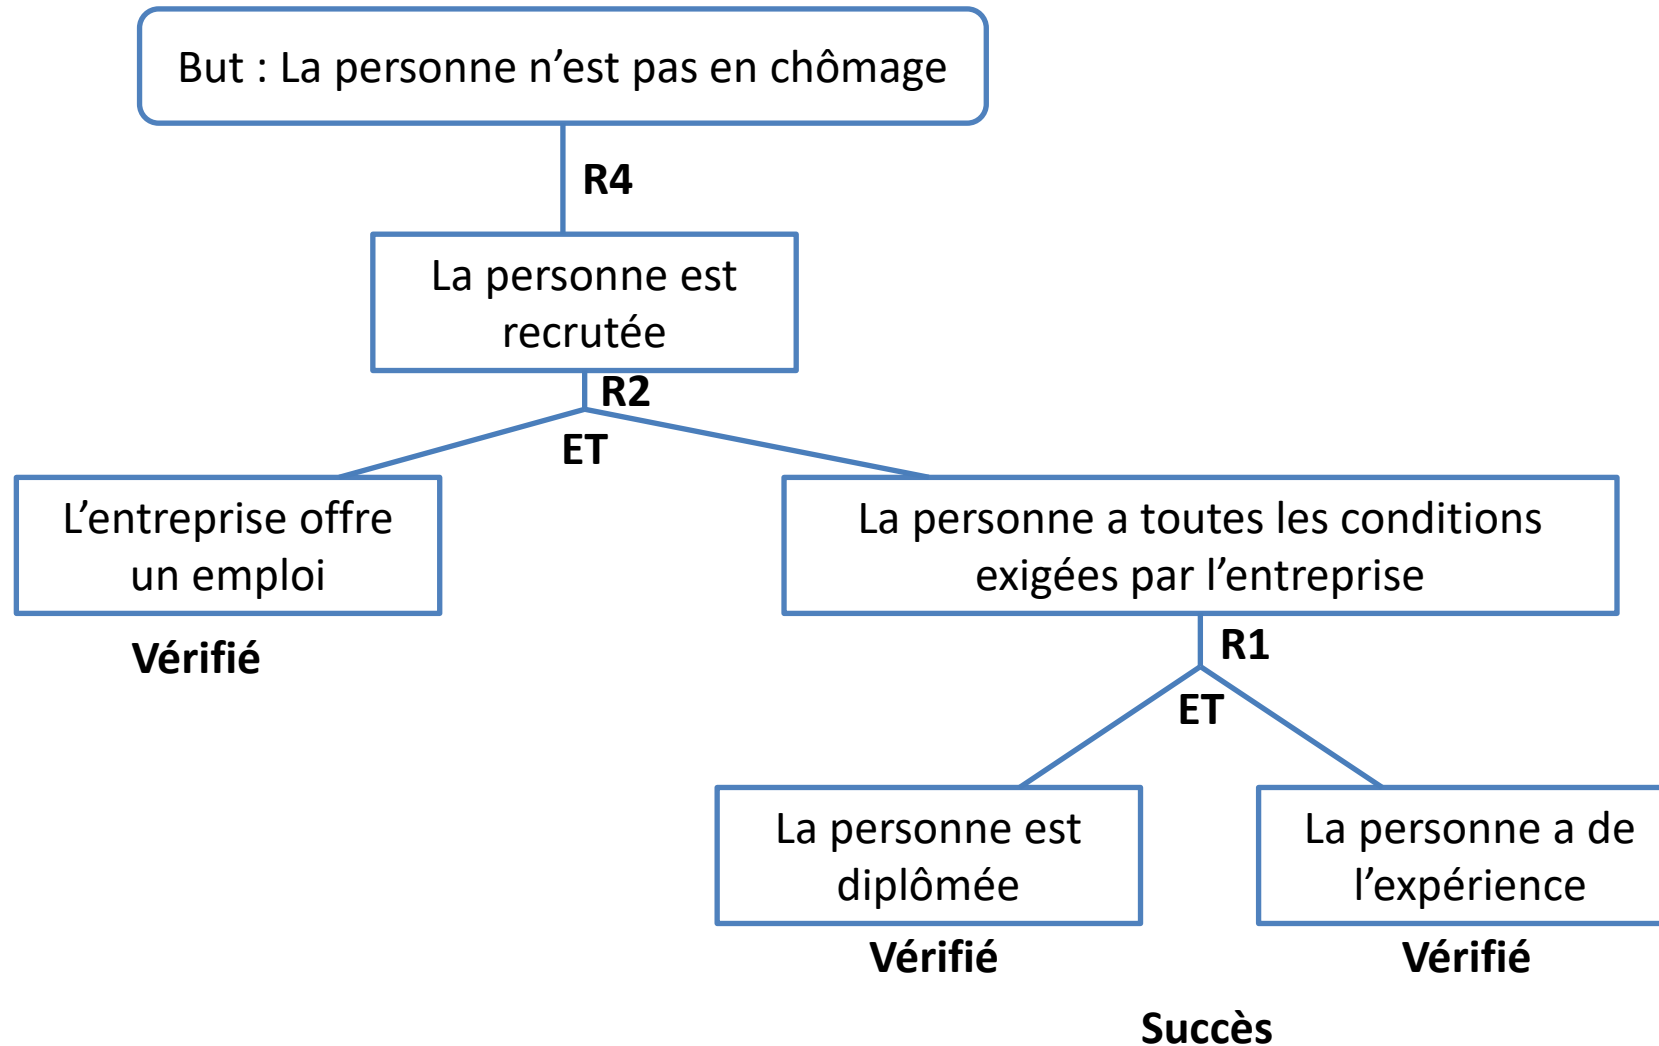 But : La personne n’est pas en chômage
R4
La personne est
recrutée
R2
ET
L’entreprise offre
un emploi
Vérifié
La personne a toutes les conditions
exigées par l’entreprise
R1
ET
La personne est
diplômée
Vérifié
La personne a de
l’expérience
Vérifié
Succès